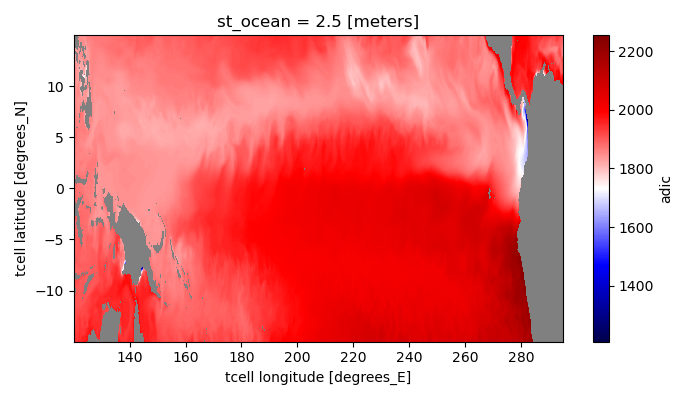 st_ocean = 2.5 [meters]
tcell latitude [degrees_N]
10
5
0
−5
−10
140 160 180 200 220 240 260 280
tcell longitude [degrees_E]
2200
2000
1800
1600
1400
adic